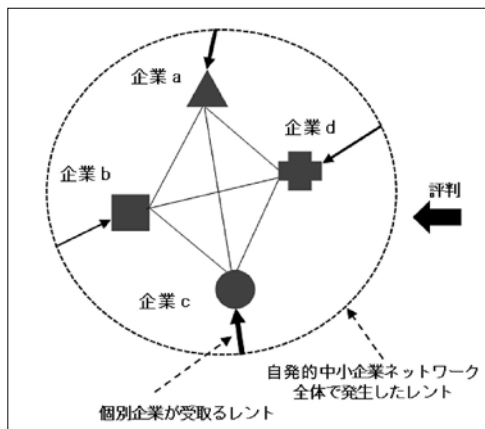 企業 a
企業 d
企業 b
評判
企業 c
自発的中小企業ネットワーク
全体で発生したレント
個別企業が受取るレント